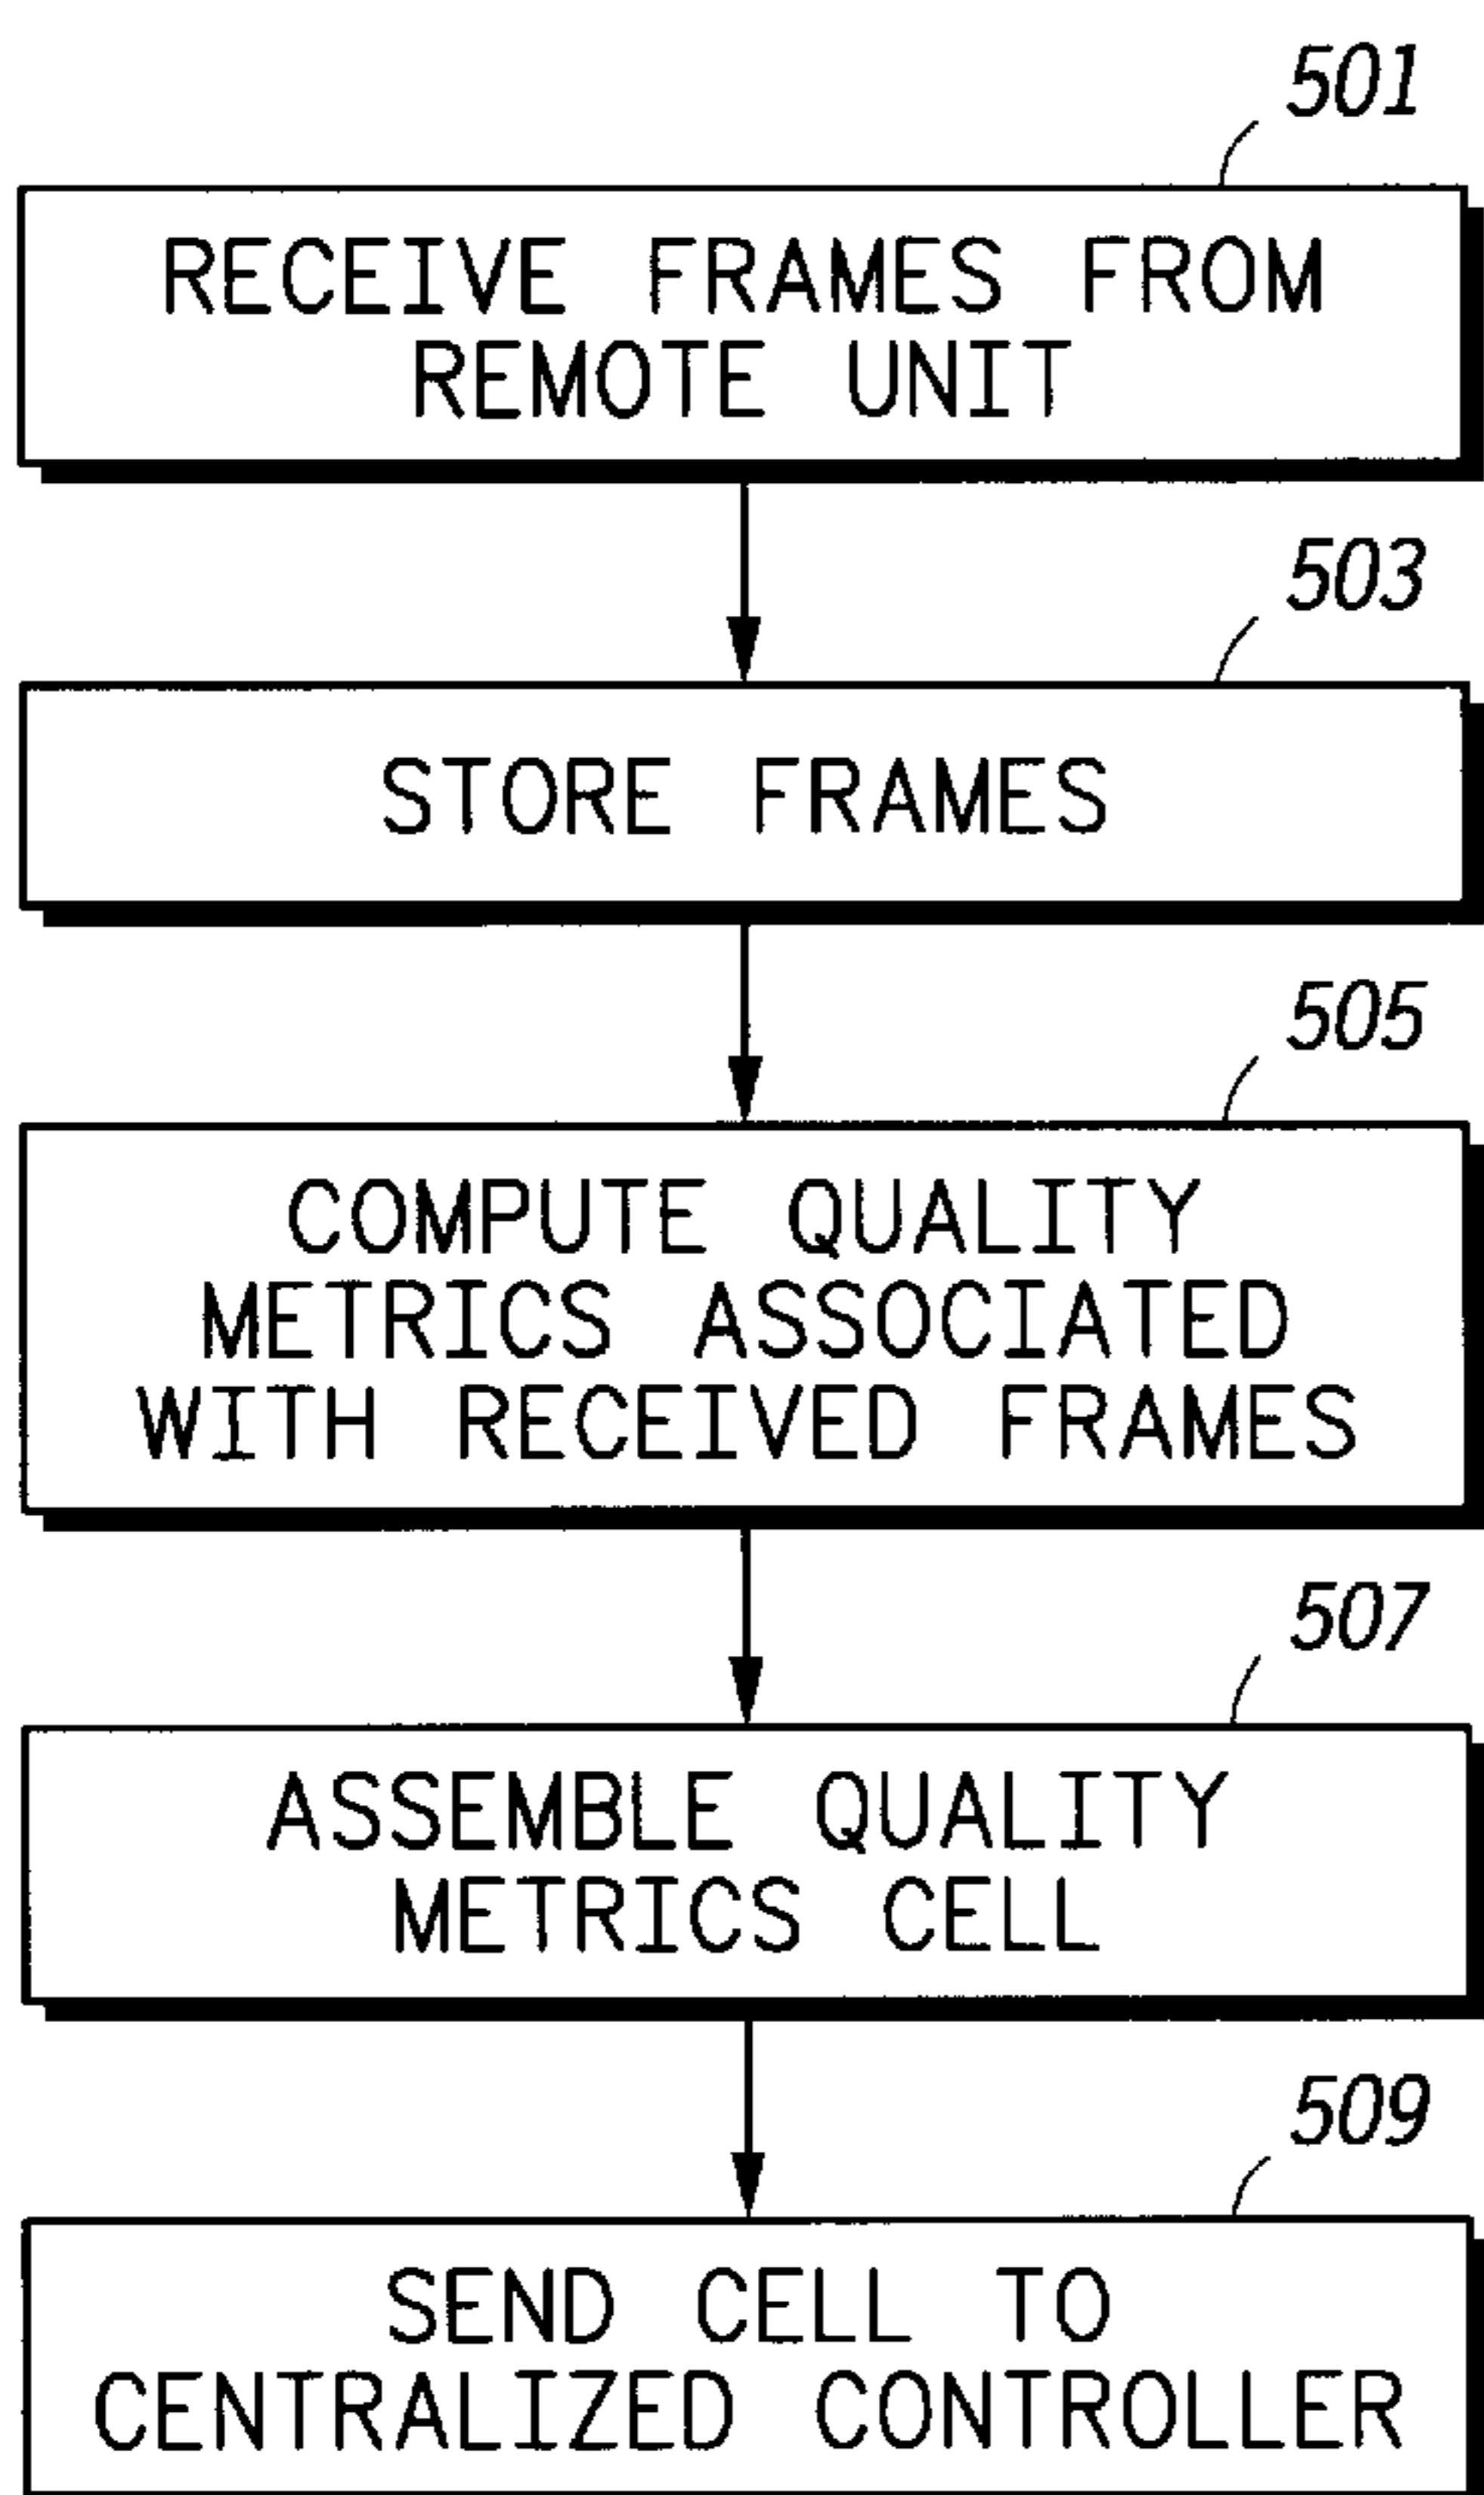 501
RECEIVE FRAMES FROM
REMOTE UNIT
503
STORE FRAMES
505
COMPUTE QUALITY
METRICS ASSOCIATED
WITH RECEIVED FRAMES
507
ASSEMBLE QUALITY
METRICS CELL
509
SEND CELL TO
CENTRALIZED CONTROLLER